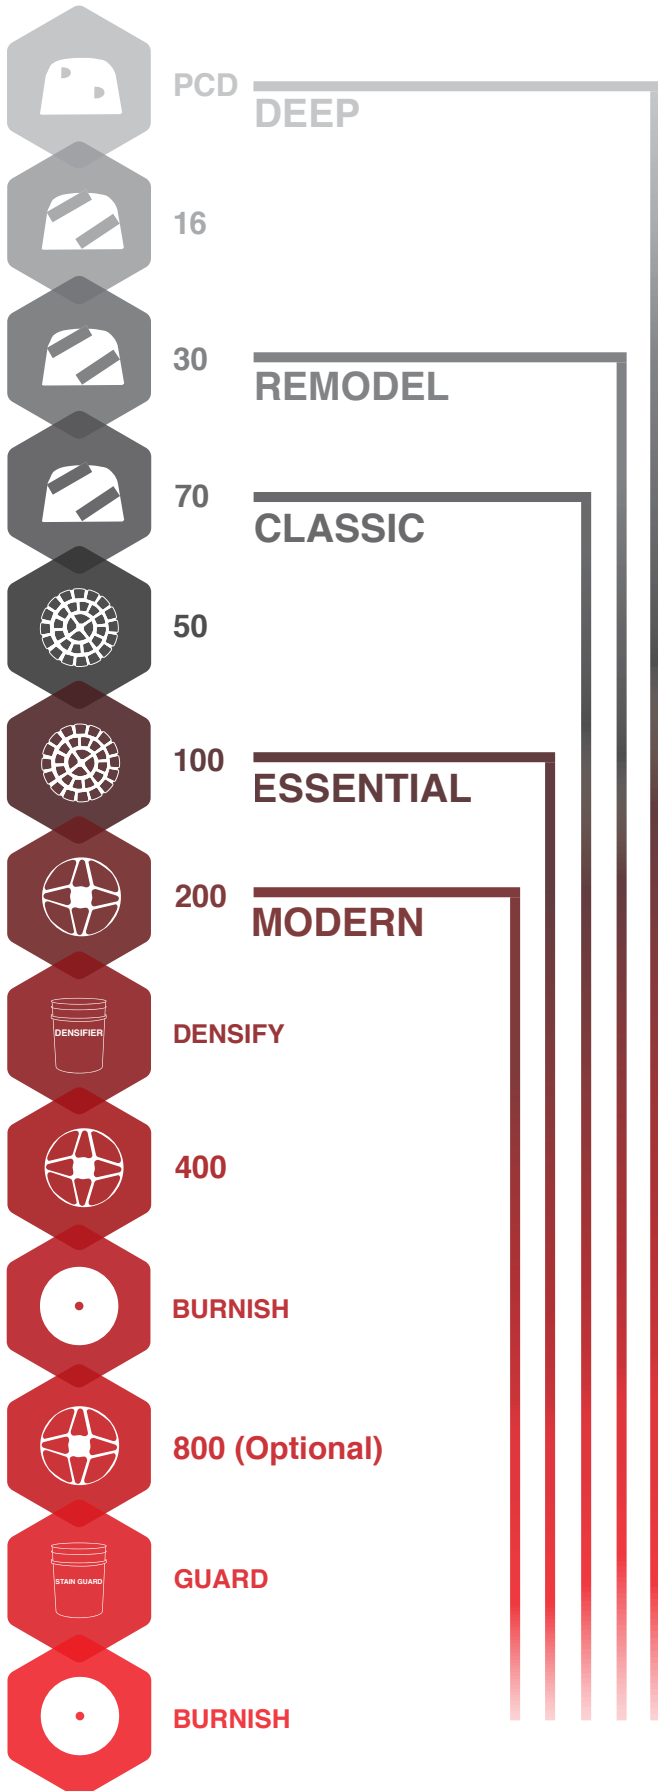 PCD
DEEP
16
30
REMODEL
70
CLASSIC
50
100
ESSENTIAL
200
MODERN
DENSIFIER
DENSIFY
400
BURNISH
800 (Optional)
STAIN GUARD
GUARD
BURNISH